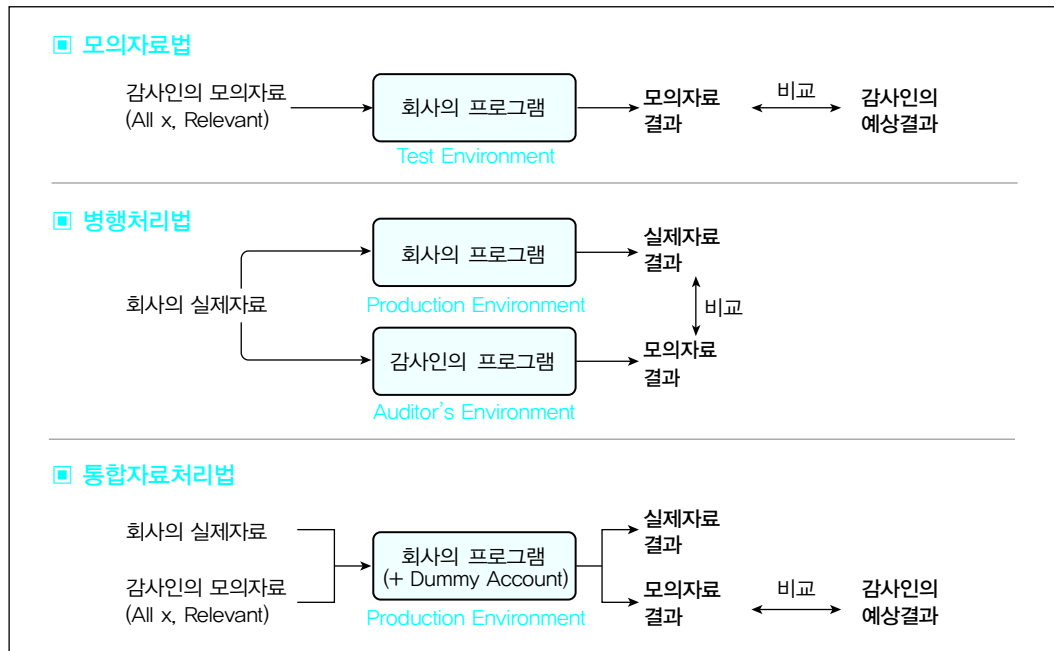 ▣ 모의자료법
감사인의 모의자료
(All x, Relevant)
회사의 프로그램
Test Environment
모의자료
결과
비교
감사인의
예상결과
▣ 병행처리법
회사의 실제자료
회사의 프로그램
Production Environment
실제자료
결과
비교
감사인의 프로그램
Auditor's Environment
모의자료
결과
▣ 통합자료처리법
회사의 실제자료
감사인의 모의자료
(All x, Relevant)
회사의 프로그램
(+ Dummy Account)
Production Environment
실제자료
결과
모의자료
결과
비교
감사인의
예상결과